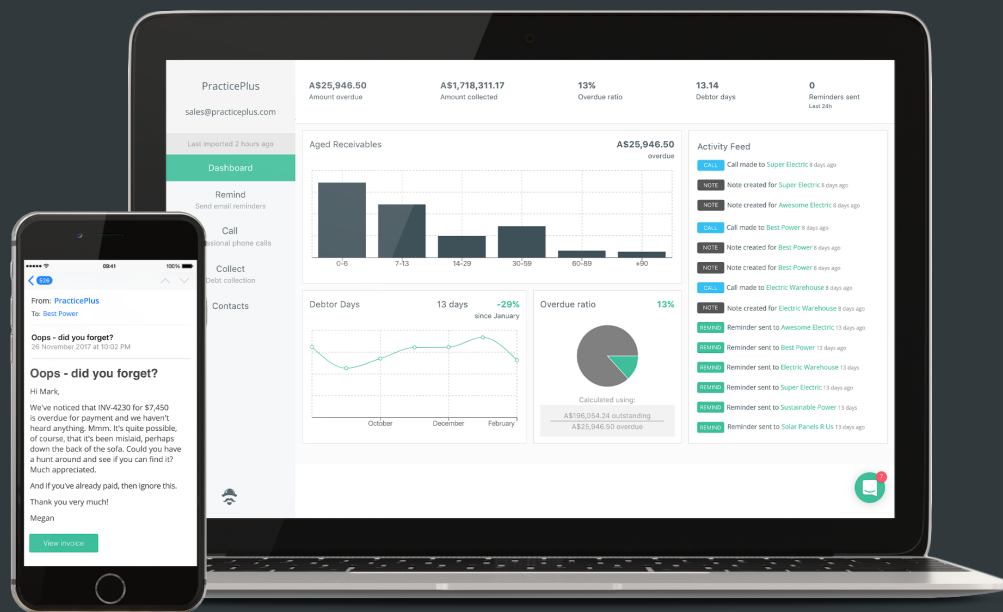 PracticePlus
sales@practiceplus.com
Last imported 2 hours ago
Dashboard
Remind
Send email reminders
Call
ssional phone calls
Collect
Debt collection
Contacts
A$25,946.50
Amount overdue
A$1,718,311.17
Amount collected
13%
Overdue ratio
13.14
Debtor days
0
Reminders sent
Last 24h
Aged Receivables
A$25,946.50
overdue
0-6 7-13 14-29 30-59 60-89 +90
Debtor Days
13 days
-29%
since January
October December February
Overdue ratio
13%
Calculated using:
A$196,054.24 outstanding
A$25,946.50 overdue
Activity Feed
CALL Call made to Super Electric 8 days ago
NOTE Note created for Super Electric 8 days ago
NOTE Note created for Awesome Electric 6 days ago
CALL Call made to Best Power 8 days ago
NOTE Note created for Best Power 8 days ago
NOTE Note created for Best Power 8 days ago
CALL Call made to Electric Warehouse 8 days ago
NOTE Note created for Electric Warehouse 8 days ago
REMIND Reminder sent to Awesome Electric 13 days ago
REMIND Reminder sent to Best Power 13 days ago
REMIND Reminder sent to Electric Warehouse 13 days
REMIND Reminder sent to Super Electric 13 days ago
REMIND Reminder sent to Sustainable Power 13 days
REMIND Reminder sent to Solar Panels R Us 13 days ago
7
09:41
100%
526
From: PracticePlus
To: Best Power
Oops - did you forget?
26 November 2017 at 10:02 PM
Oops - did you forget?
Hi Mark,
We've noticed that INV-4230 for $7,450
is overdue for payment and we haven't
heard anything. Mmm. It's quite possible,
of course, that it's been mislaid, perhaps
down the back of the sofa. Could you have
a hunt around and see if you can find it?
Much appreciated.
And if you've already paid, then ignore this.
Thank you very much!
Megan
View invoice